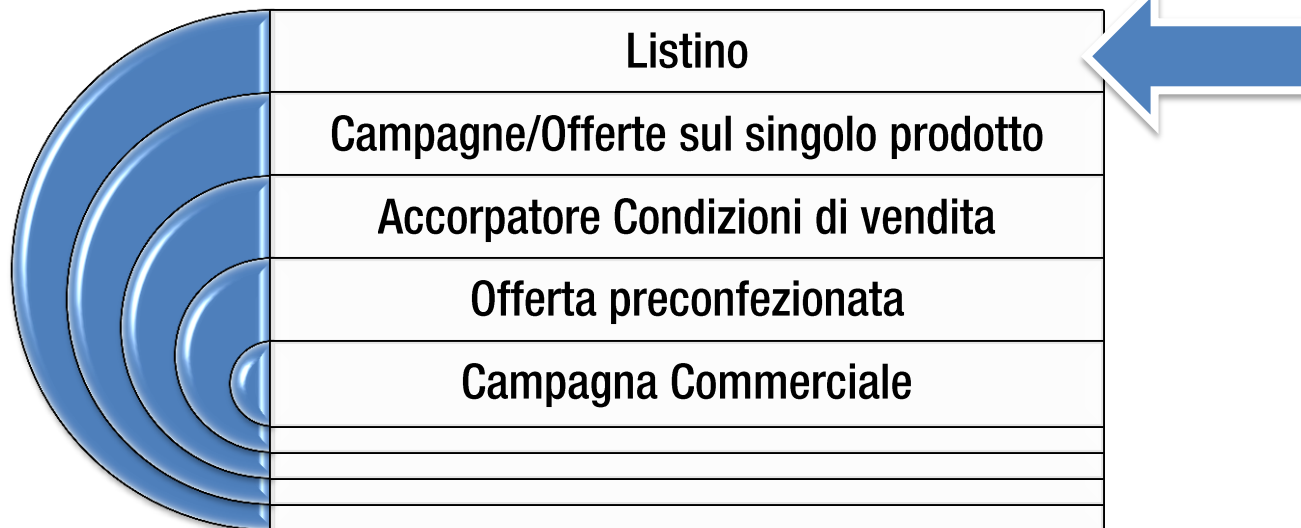 Listino
Campagne/Offerte sul singolo prodotto
Accorpatore Condizioni di vendita
Offerta preconfezionata
Campagna Commerciale